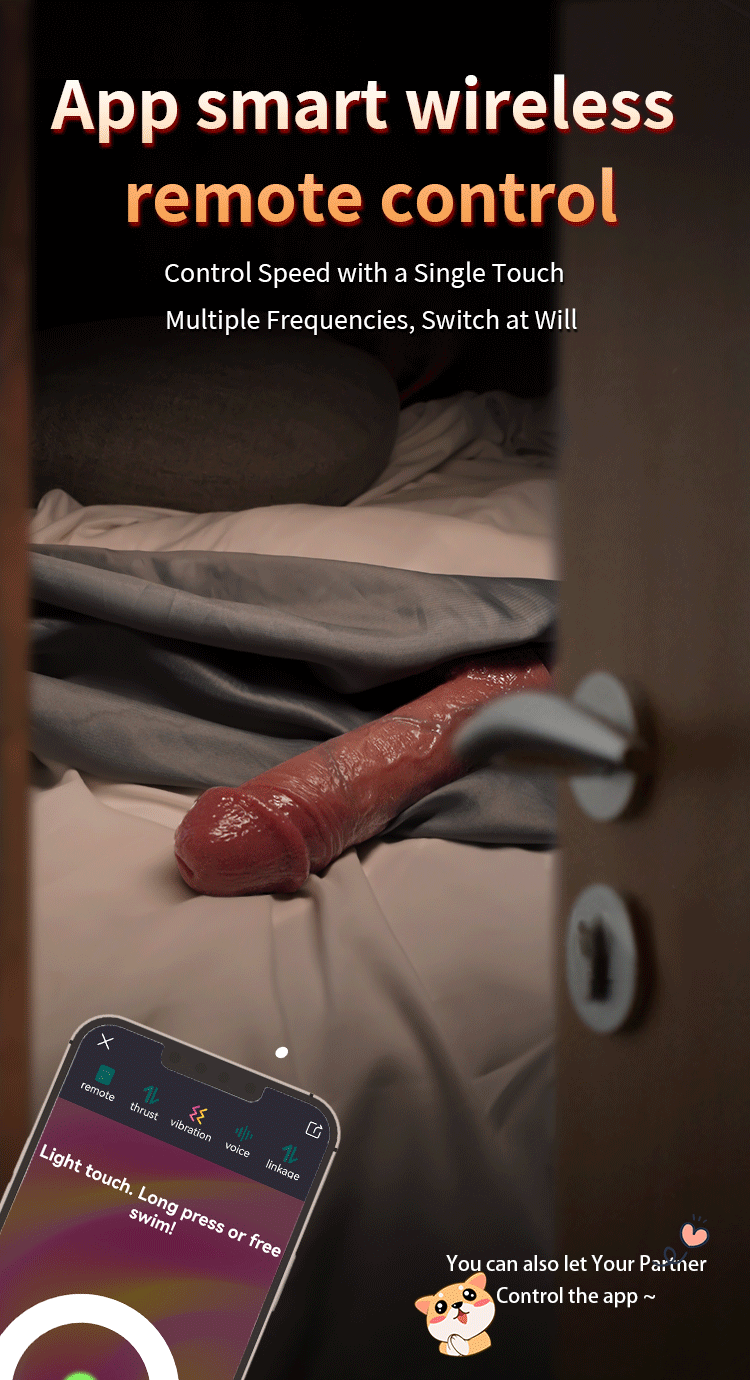 App smart wireless
remote control
Control Speed with a Single Touch
Multiple Frequencies, Switch at Will
remote
thrust
vibration
voice
linkage
Light touch. Long press or free
swim!
You can also let Your Partner
Control the app ~